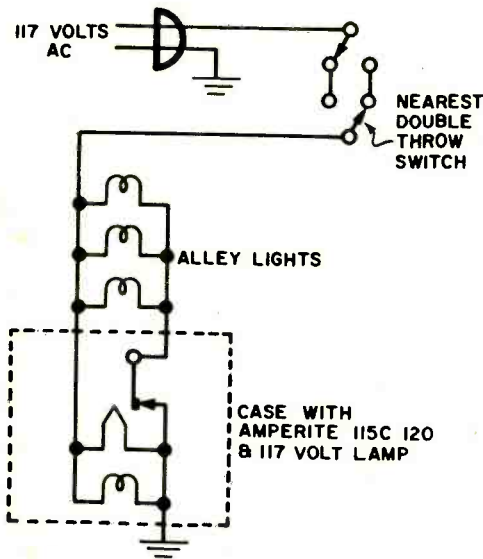 117 VOLTS
AC
NEAREST
DOUBLE
THROW
SWITCH
ALLEY LIGHTS
CASE WITH
AMPERITE 115C 120
& 117 VOLT LAMP